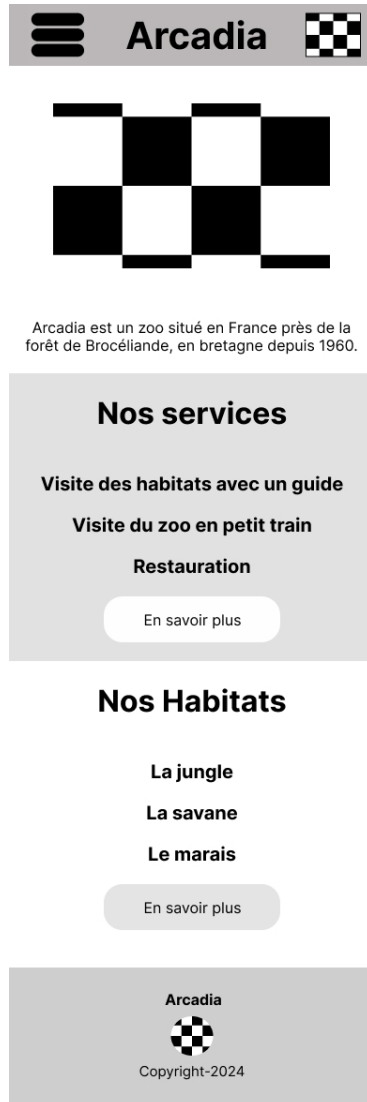 Arcadia
Arcadia est un zoo situé en France près de la
forêt de Brocéliande, en bretagne depuis 1960.
Nos services
Visite des habitats avec un guide
Visite du zoo en petit train
Restauration
En savoir plus
Nos Habitats
La jungle
La savane
Le marais
En savoir plus
Arcadia
Copyright-2024